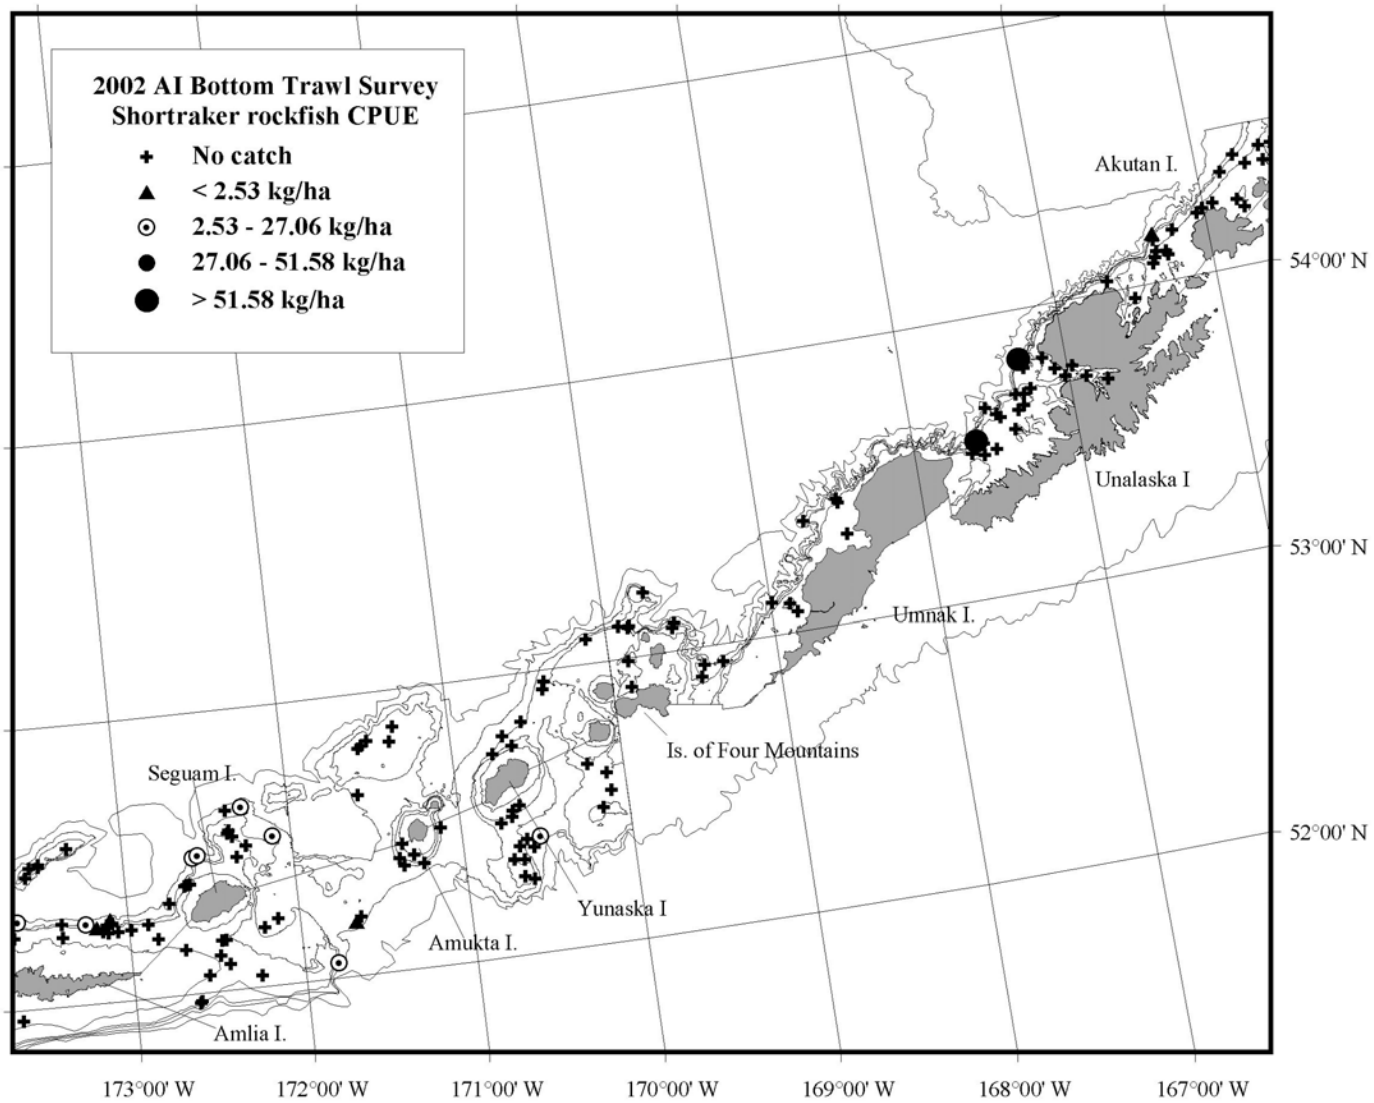 2002 AI Bottom Trawl Survey
Shortraker rockfish CPUE
No catch
< 2.53 kg/ha
2.53 - 27.06 kg/ha
27.06 - 51.58 kg/ha
> 51.58 kg/ha
Akutan I.
54°00' N
Unalaska I
53°00' N
Umnak I.
Is. of Four Mountains
Seguam I.
52°00' N
Yunaska I
Amukta I.
Amlia I.
173°00' W
172°00' W
171°00' W
170°00' W
169°00' W
168°00' W
167°00' W